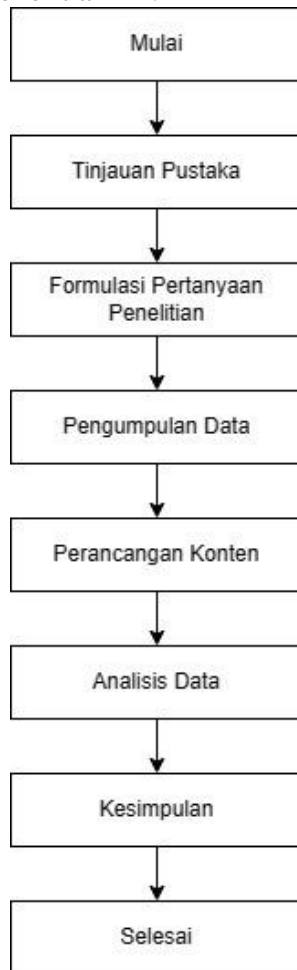 Mulai
Tinjauan Pustaka
Formulasi Pertanyaan
Penelitian
Pengumpulan Data
Perancangan Konten
Analisis Data
Kesimpulan
Selesai